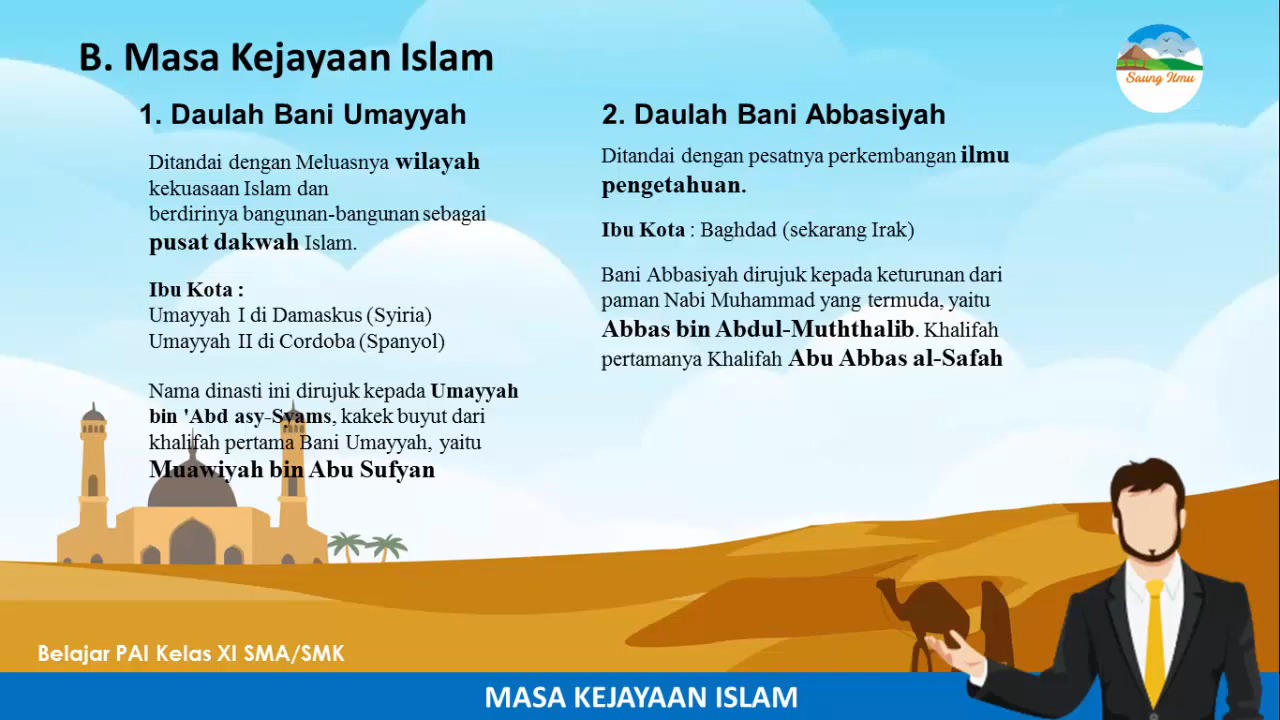 B. Masa Kejayaan Islam
Saung Ilmu
1. Daulah Bani Umayyah
Ditandai dengan Meluasnya wilayah
kekuasaan Islam dan
berdirinya bangunan-bangunan sebagai
pusat dakwah Islam.
Ibu Kota :
Umayyah I di Damaskus (Syiria)
Umayyah II di Cordoba (Spanyol)
Nama dinasti ini dirujuk kepada Umayyah
bin 'Abd asy-Syams, kakek buyut dari
khalifah pertama Bani Umayyah, yaitu
Muawiyah bin Abu Sufyan
2. Daulah Bani Abbasiyah
Ditandai dengan pesatnya perkembangan ilmu
pengetahuan.
Ibu Kota : Baghdad (sekarang Irak)
Bani Abbasiyah dirujuk kepada keturunan dari
paman Nabi Muhammad yang termuda, yaitu
Abbas bin Abdul-Muththalib. Khalifah
pertamanya Khalifah Abu Abbas al-Safah
Belajar PAI Kelas XI SMA/SMK
MASA KEJAYAAN ISLAM